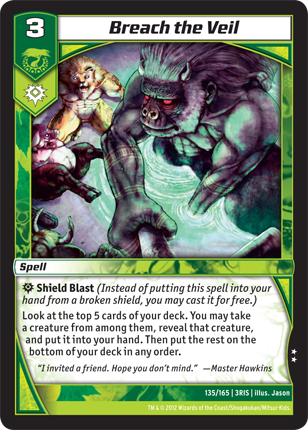 3
Breach the Veil
Spell
Shield Blast (Instead of putting this spell into your
hand from a broken shield, you may cast it for free.)
Look at the top 5 cards of your deck. You may take
a creature from among them, reveal that creature,
and put it into your hand. Then put the rest on the
bottom of your deck in any order.
"I invited a friend. Hope you don't mind." —Master Hawkins
135/165 | 3RIS | illus. Jason
TM & © 2012 Wizards of the Coast/Shogakukan/Mitsui-Kids.